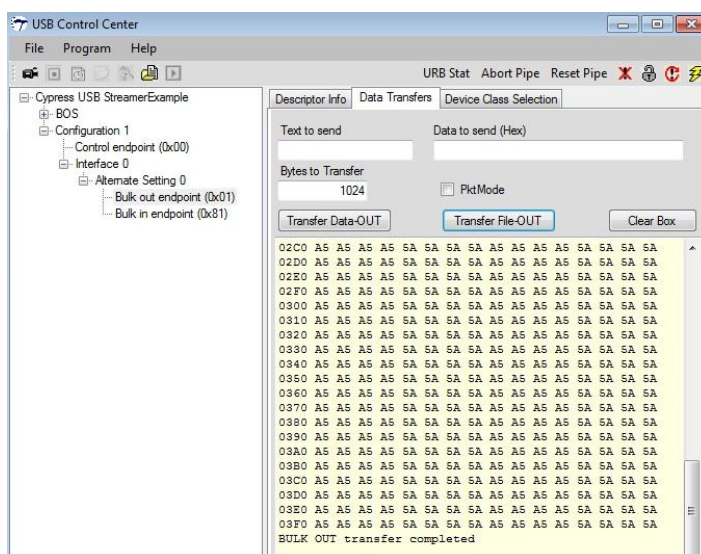 USB Control Center
File Program Help
URB Stat Abort Pipe Reset Pipe
Cypress USB StreamerExample
BOS
Configuration 1
Control endpoint (0x00)
Interface 0
Alternate Setting 0
Bulk out endpoint (0x01)
Bulk in endpoint (0x81)
Descriptor Info Data Transfers Device Class Selection
Text to send Data to send (Hex)
Bytes to Transfer
1024 PktMode
Transfer Data-OUT Transfer File-OUT Clear Box
02C0 A5 A5 A5 A5 5A 5A 5A 5A A5 A5 A5 A5 5A 5A 5A 5A
02D0 A5 A5 A5 A5 5A 5A 5A 5A A5 A5 A5 A5 5A 5A 5A 5A
02E0 A5 A5 A5 A5 5A 5A 5A 5A A5 A5 A5 A5 5A 5A 5A 5A
02F0 A5 A5 A5 A5 5A 5A 5A 5A A5 A5 A5 A5 5A 5A 5A 5A
0300 A5 A5 A5 A5 5A 5A 5A 5A A5 A5 A5 A5 5A 5A 5A 5A
0310 A5 A5 A5 A5 5A 5A 5A 5A A5 A5 A5 A5 5A 5A 5A 5A
0320 A5 A5 A5 A5 5A 5A 5A 5A A5 A5 A5 A5 5A 5A 5A 5A
0330 A5 A5 A5 A5 5A 5A 5A 5A A5 A5 A5 A5 5A 5A 5A 5A
0340 A5 A5 A5 A5 5A 5A 5A 5A A5 A5 A5 A5 5A 5A 5A 5A
0350 A5 A5 A5 A5 5A 5A 5A 5A A5 A5 A5 A5 5A 5A 5A 5A
0360 A5 A5 A5 A5 5A 5A 5A 5A A5 A5 A5 A5 5A 5A 5A 5A
0370 A5 A5 A5 A5 5A 5A 5A 5A A5 A5 A5 A5 5A 5A 5A 5A
0380 A5 A5 A5 A5 5A 5A 5A 5A A5 A5 A5 A5 5A 5A 5A 5A
0390 A5 A5 A5 A5 5A 5A 5A 5A A5 A5 A5 A5 5A 5A 5A 5A
03A0 A5 A5 A5 A5 5A 5A 5A 5A A5 A5 A5 A5 5A 5A 5A 5A
03B0 A5 A5 A5 A5 5A 5A 5A 5A A5 A5 A5 A5 5A 5A 5A 5A
03C0 A5 A5 A5 A5 5A 5A 5A 5A A5 A5 A5 A5 5A 5A 5A 5A
03D0 A5 A5 A5 A5 5A 5A 5A 5A A5 A5 A5 A5 5A 5A 5A 5A
03E0 A5 A5 A5 A5 5A 5A 5A 5A A5 A5 A5 A5 5A 5A 5A 5A
03F0 A5 A5 A5 A5 5A 5A 5A 5A A5 A5 A5 A5 5A 5A 5A 5A
BULK OUT transfer completed